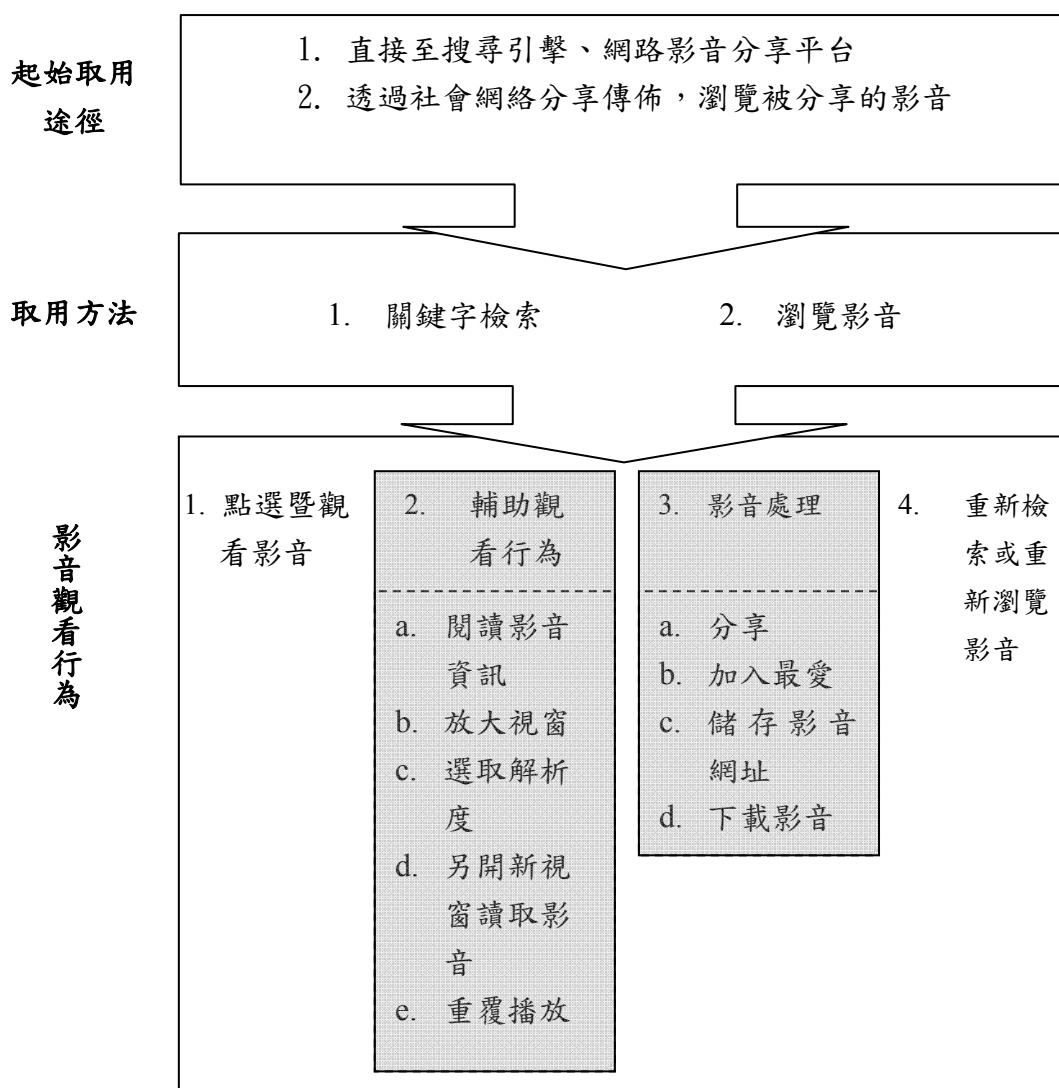 起始取用
途徑
1. 直接至搜尋引擎、網路影音分享平台
2. 透過社會網絡分享傳佈，瀏覽被分享的影音
取用方法
1. 關鍵字檢索
2. 瀏覽影音
影音觀看行為
1. 點選暨觀
看影音
2. 輔助觀
看行為
a. 閱讀影音
資訊
b. 放大視窗
c. 選取解析
度
d. 另開新視
窗讀取影
音
e. 重覆播放
3. 影音處理
a. 分享
b. 加入最愛
c. 儲存影音
網址
d. 下載影音
4. 重新檢
索或重
新瀏覽
影音